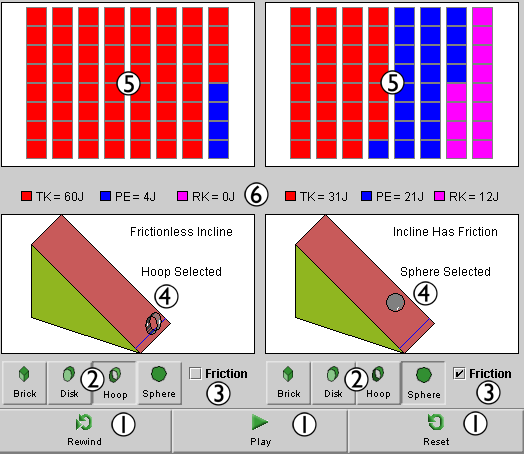 5 5
TK = 60J PE = 4J RK = 0J 6 TK = 31J PE = 21J RK = 12J
Frictionless Incline Incline Has Friction
Hoop Selected Sphere Selected
4 4
2 Friction 2 Friction
Brick Disk Hoop Sphere 3 Brick Disk Hoop Sphere 3
1 1 1
Rewind Play Reset